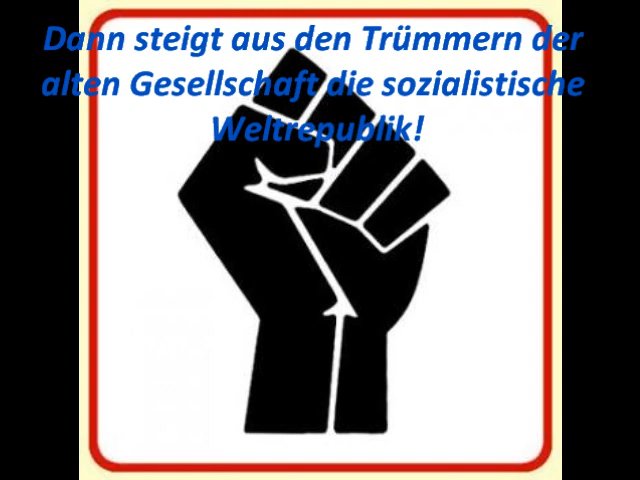 Dann steigt aus den Trümmern der
alten Gesellschaft die sozialistische
Weltrepublik!